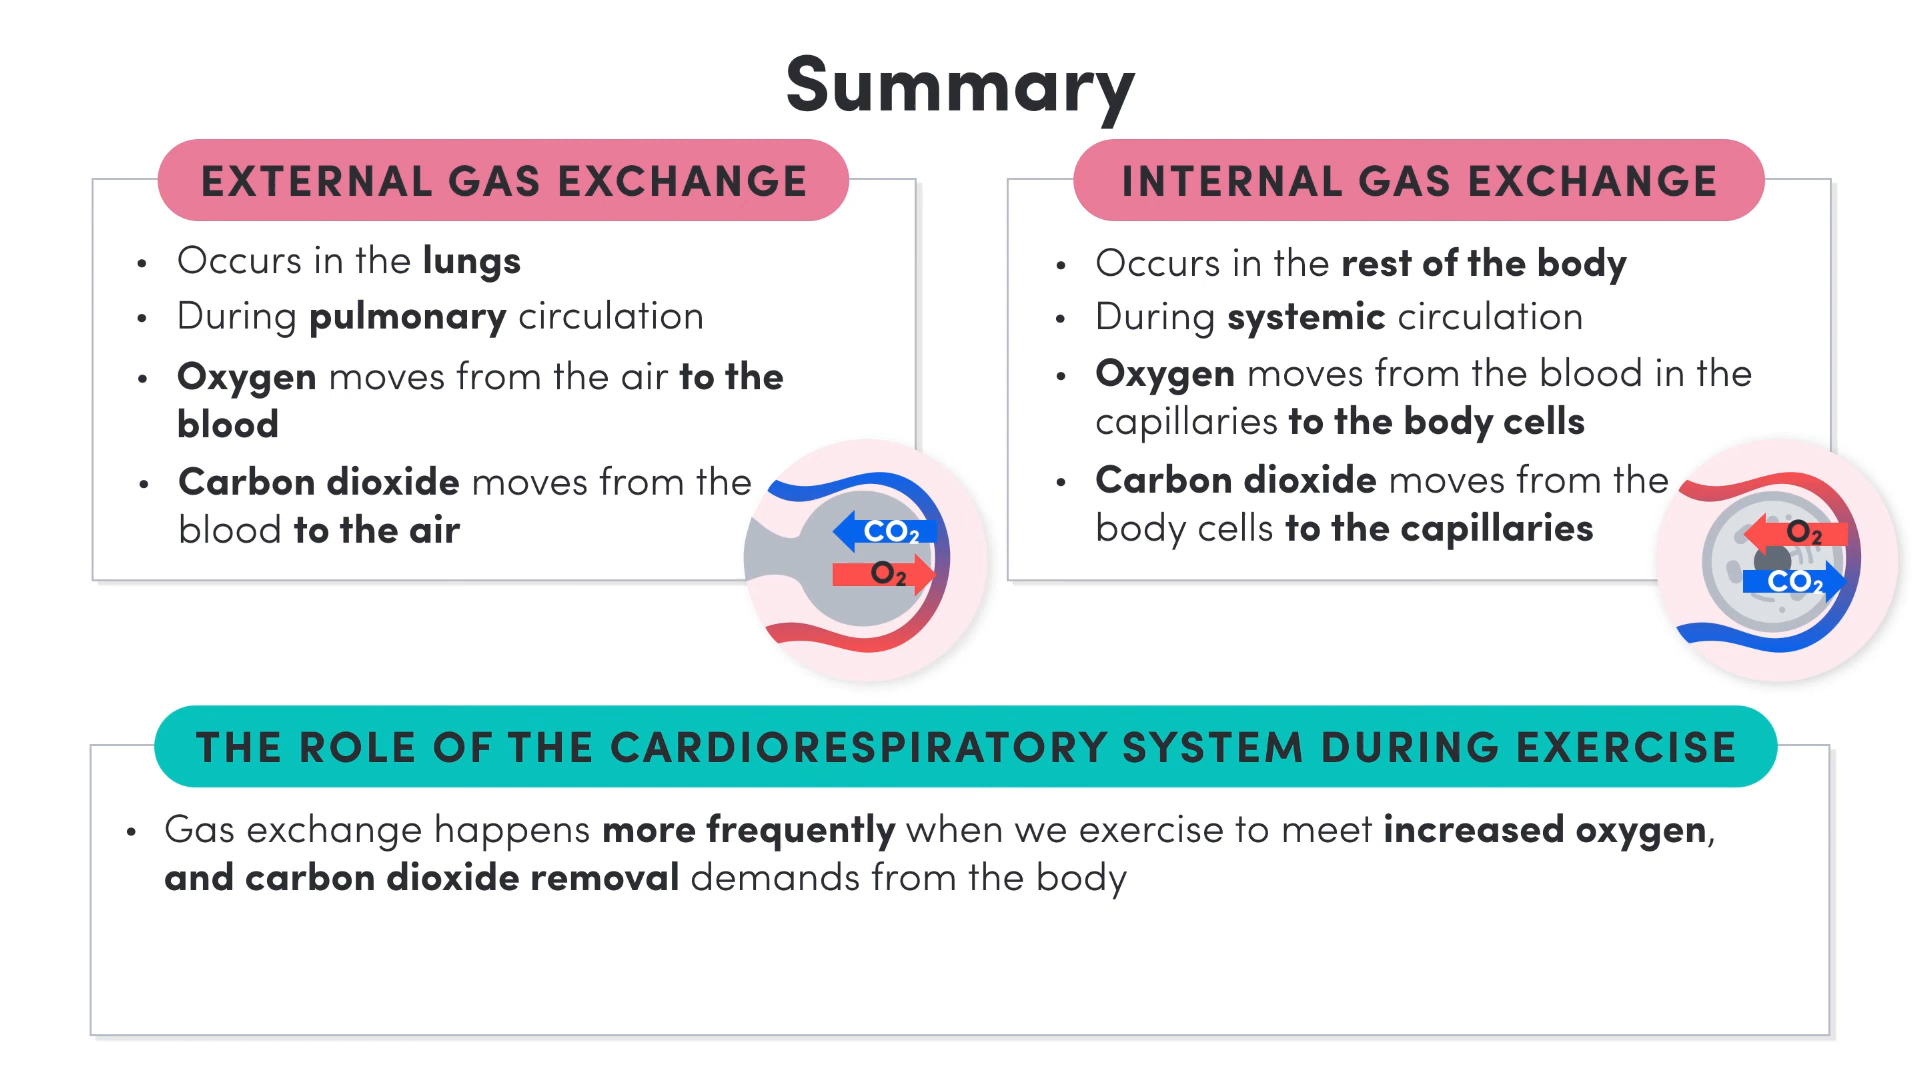 Summary
EXTERNAL GAS EXCHANGE
• Occurs in the lungs
• During pulmonary circulation
• Oxygen moves from the air to the
blood
• Carbon dioxide moves from the
blood to the air
CO₂
O₂
INTERNAL GAS EXCHANGE
• Occurs in the rest of the body
• During systemic circulation
• Oxygen moves from the blood in the
capillaries to the body cells
• Carbon dioxide moves from the
body cells to the capillaries
O₂
CO₂
THE ROLE OF THE CARDIORESPIRATORY SYSTEM DURING EXERCISE
• Gas exchange happens more frequently when we exercise to meet increased oxygen,
and carbon dioxide removal demands from the body